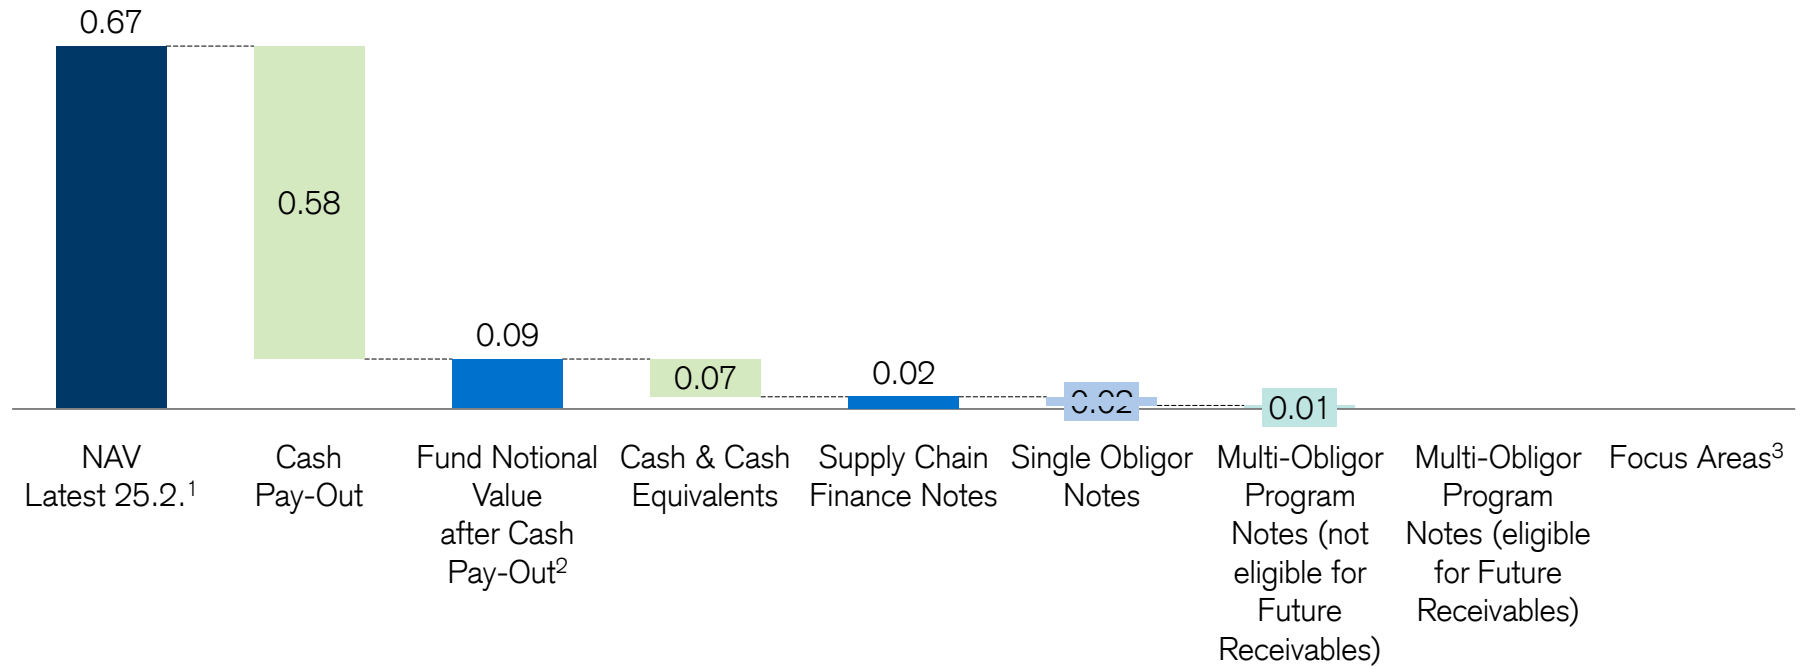 0.67
0.58
0.09
0.07
0.02
0.02
0.01
NAV
Latest 25.2.¹
Cash
Pay-Out
Fund Notional
Value
after Cash
Pay-Out²
Cash & Cash
Equivalents
Supply Chain
Finance Notes
Single Obligor
Notes
Multi-Obligor
Program
Notes (not
eligible for
Future
Receivables)
Multi-Obligor
Program
Notes (eligible
for Future
Receivables)
Focus Areas³